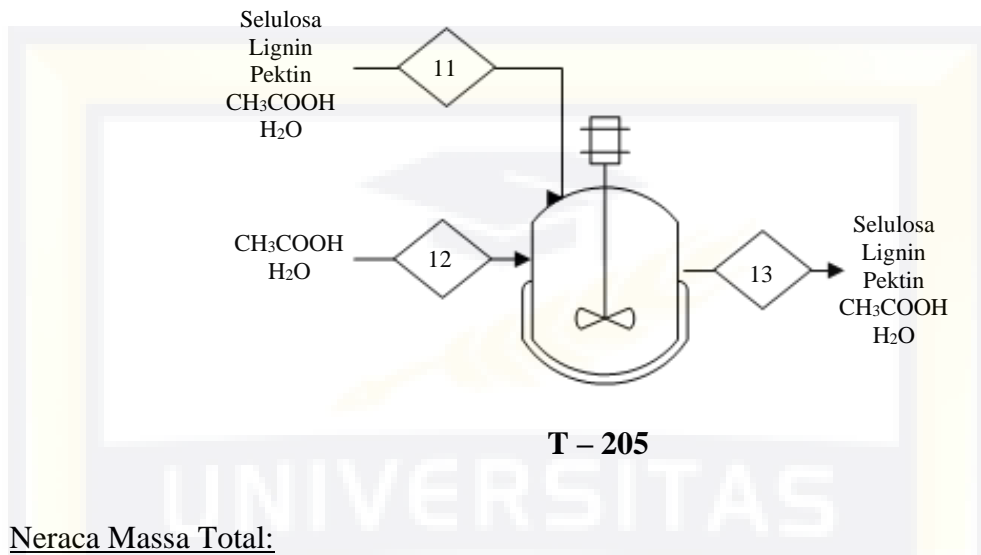 Selulosa
Lignin
Pektin
CH₃COOH
H₂O
11
CH₃COOH
H₂O
12
13
Selulosa
Lignin
Pektin
CH₃COOH
H₂O
T – 205
UNIVERSITAS
Neraca Massa Total: